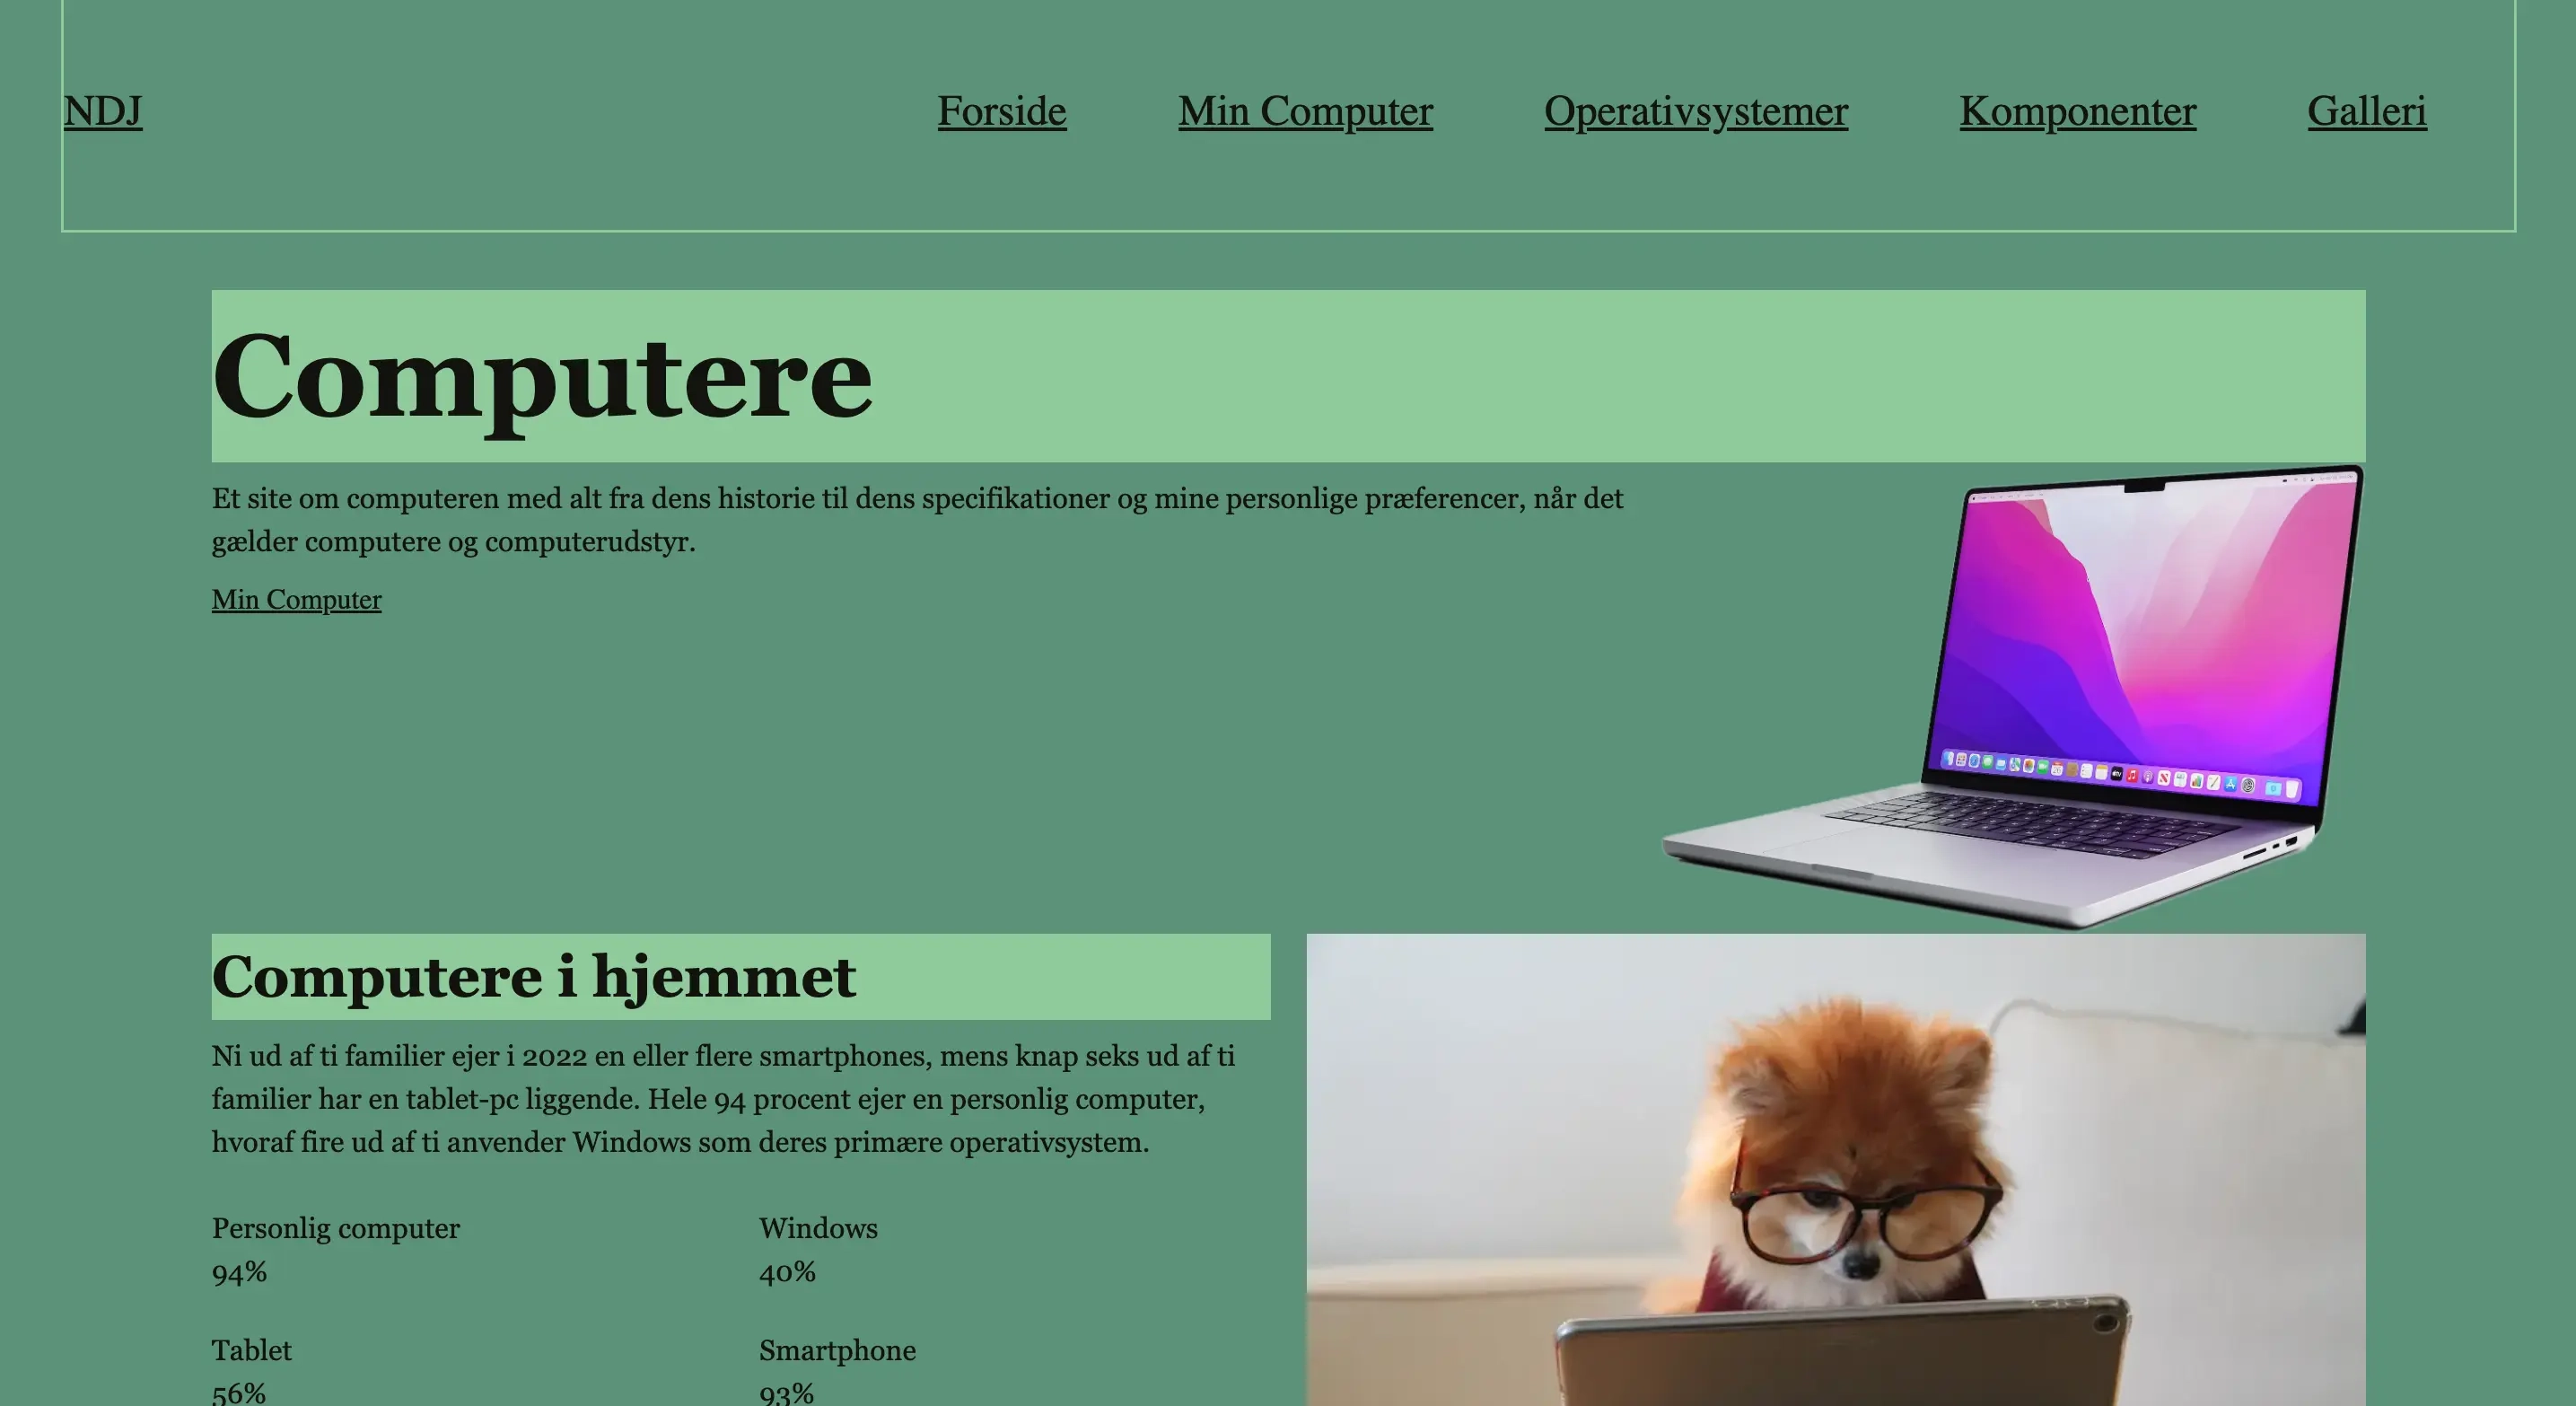 NDJ
Forside
Min Computer
Operativsystemer
Komponenter
Galleri
Computere
Et site om computeren med alt fra dens historie til dens specifikationer og mine personlige præferencer, når det
gælder computere og computerudstyr.
Min Computer
Computere i hjemmet
Ni ud af ti familier ejer i 2022 en eller flere smartphones, mens knap seks ud af ti
familier har en tablet-pc liggende. Hele 94 procent ejer en personlig computer,
hvoraf fire ud af ti anvender Windows som deres primære operativsystem.
Personlig computer
94%
Windows
40%
Tablet
56%
Smartphone
93%